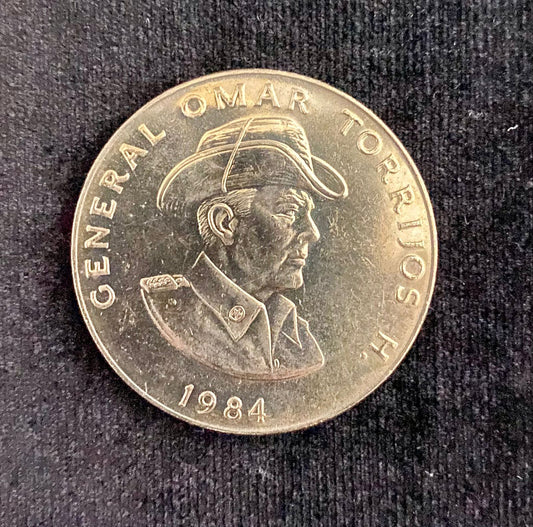 GENERAL OMAR TORRIJOS H.
1984